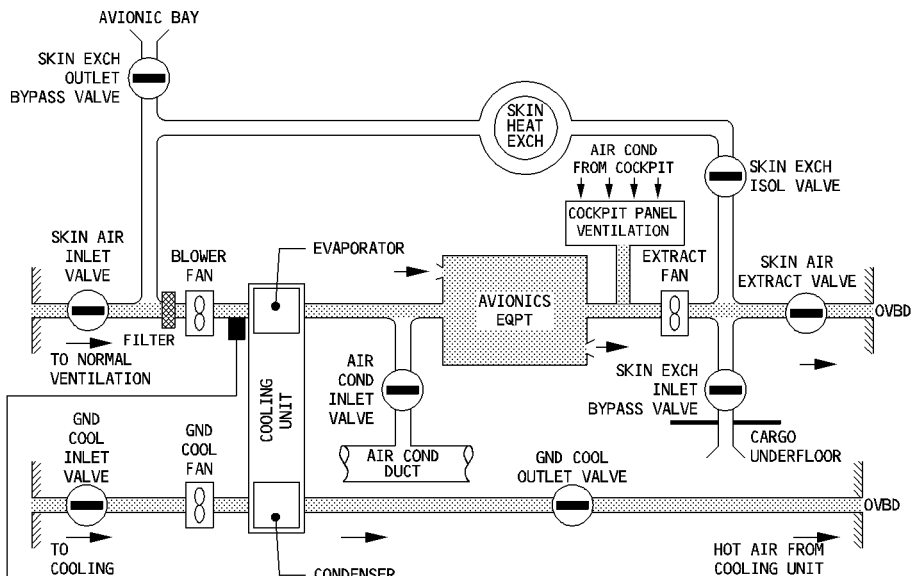 AVIONIC BAY
SKIN EXCH
OUTLET
BYPASS VALVE
SKIN
HEAT
EXCH
AIR COND
FROM COCKPIT
SKIN EXCH
ISOL VALVE
COCKPIT PANEL
VENTILATION
SKIN AIR
INLET
VALVE
BLOWER
FAN
EVAPORATOR
EXTRACT
FAN
SKIN AIR
EXTRACT VALVE
AVIONICS
EQPT
OVBD
FILTER
TO NORMAL
VENTILATION
AIR
COND
INLET
VALVE
SKIN EXCH
INLET
BYPASS VALVE
COOLING
UNIT
GND
COOL
INLET
VALVE
GND
COOL
FAN
AIR COND
DUCT
GND COOL
OUTLET VALVE
CARGO
UNDERFLOOR
OVBD
TO
COOLING
CONDENSER
HOT AIR FROM
COOLING UNIT